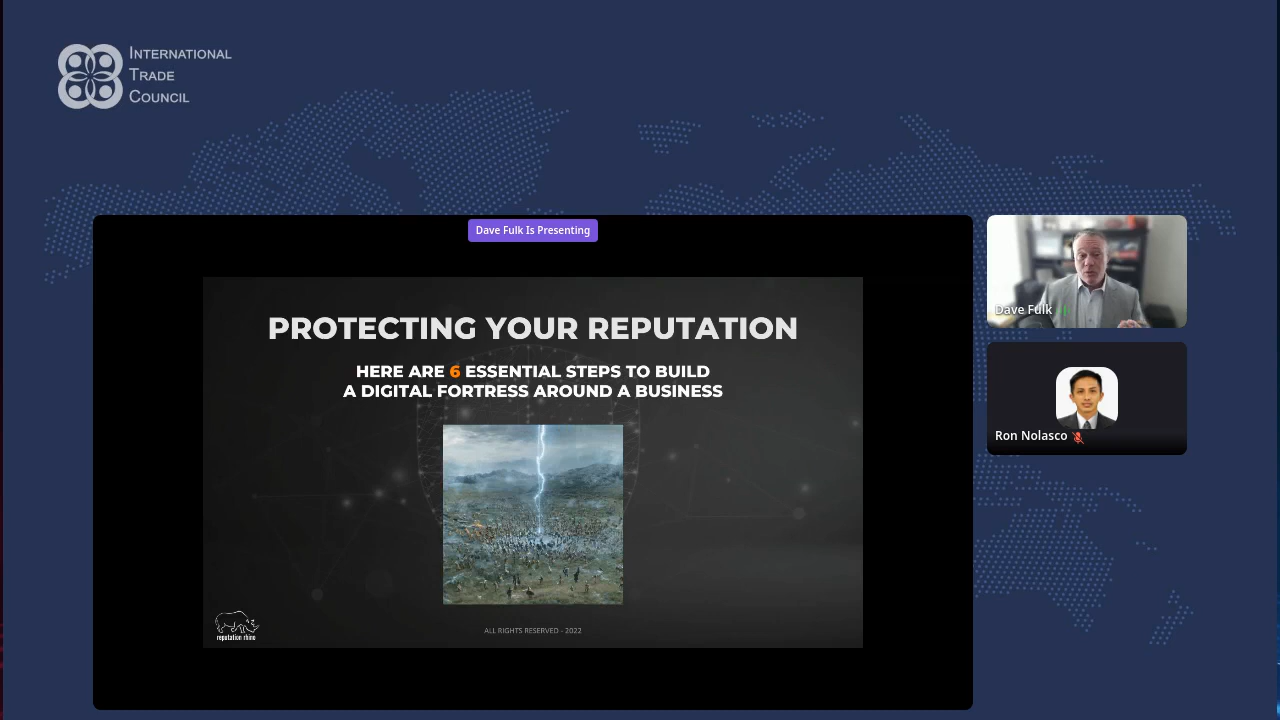 INTERNATIONAL
TRADE
COUNCIL
Dave Fulk Is Presenting
PROTECTING YOUR REPUTATION
HERE ARE 6 ESSENTIAL STEPS TO BUILD
A DIGITAL FORTRESS AROUND A BUSINESS
reputation rhino
ALL RIGHTS RESERVED - 2022
Dave Fulk
Ron Nolasco